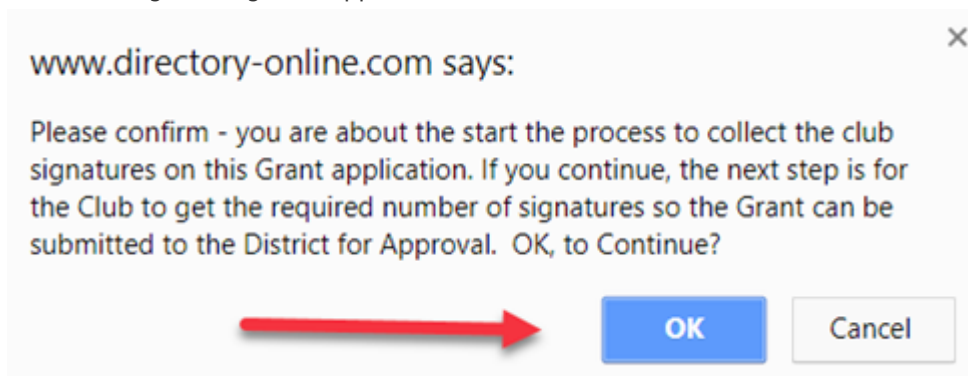 www.directory-online.com says:
Please confirm - you are about the start the process to collect the club
signatures on this Grant application. If you continue, the next step is for
the Club to get the required number of signatures so the Grant can be
submitted to the District for Approval.  OK, to Continue?
OK
Cancel